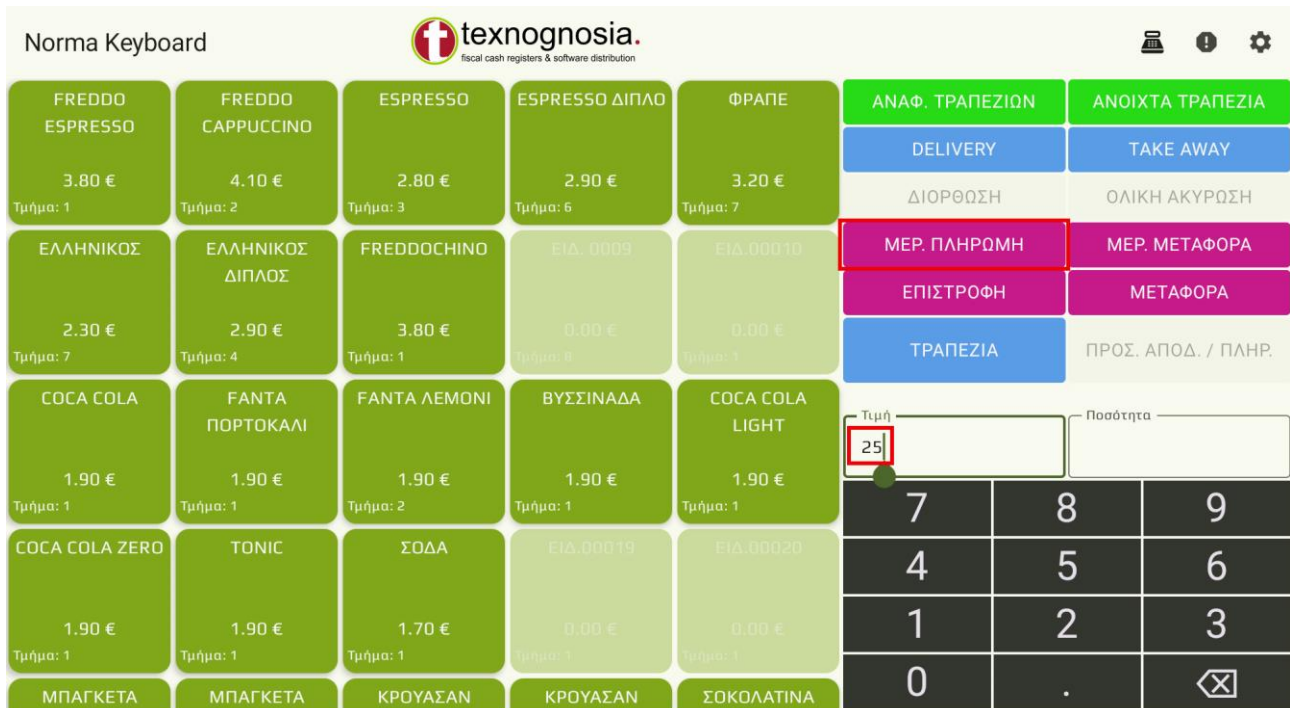 Norma Keyboard
texnognosia.
fiscal cash registers & software distribution
FREDDO
ESPRESSO
3.80 €
Τμήμα: 1
FREDDO
CAPPUCCINO
4.10 €
Τμήμα: 2
ESPRESSO
2.80 €
Τμήμα: 3
ESPRESSO ΔΙΠΛΟ
2.90 €
Τμήμα: 6
ΦΡΑΠΕ
3.20 €
Τμήμα: 7
ΕΛΛΗΝΙΚΟΣ
2.30 €
Τμήμα: 7
ΕΛΛΗΝΙΚΟΣ
ΔΙΠΛΟΣ
2.90 €
Τμήμα: 4
FREDDOCHINO
3.80 €
Τμήμα: 1
ΕΙΔ. 0009
0.00 €
Τμήμα: 8
ΕΙΔ.00010
0.00 €
Τμήμα: 1
COCA COLA
1.90 €
Τμήμα: 1
FANTA
ΠΟΡΤΟΚΑΛΙ
1.90 €
Τμήμα: 1
FANTA ΛΕΜΟΝΙ
1.90 €
Τμήμα: 2
ΒΥΣΣΙΝΑΔΑ
1.90 €
Τμήμα: 1
COCA COLA
LIGHT
1.90 €
Τμήμα: 1
COCA COLA ZERO
1.90 €
Τμήμα: 1
TONIC
1.90 €
Τμήμα: 1
ΣΟΔΑ
1.70 €
Τμήμα: 1
ΕΙΔ.00019
0.00 €
Τμήμα: 1
ΕΙΔ.00020
0.00 €
Τμήμα: 1
ΜΠΑΓΚΕΤΑ
ΜΠΑΓΚΕΤΑ
ΚΡΟΥΑΣΑΝ
ΚΡΟΥΑΣΑΝ
ΣΟΚΟΛΑΤΙΝΑ
ΑΝΑΦ. ΤΡΑΠΕΖΙΩΝ
ΑΝΟΙΧΤΑ ΤΡΑΠΕΖΙΑ
DELIVERY
TAKE AWAY
ΔΙΟΡΘΩΣΗ
ΟΛΙΚΗ ΑΚΥΡΩΣΗ
ΜΕΡ. ΠΛΗΡΩΜΗ
ΜΕΡ. ΜΕΤΑΦΟΡΑ
ΕΠΙΣΤΡΟΦΗ
ΜΕΤΑΦΟΡΑ
ΤΡΑΠΕΖΙΑ
ΠΡΟΣ. ΑΠΟΔ. / ΠΛΗΡ.
Τιμή
25
Ποσότητα
7
8
9
4
5
6
1
2
3
0
.